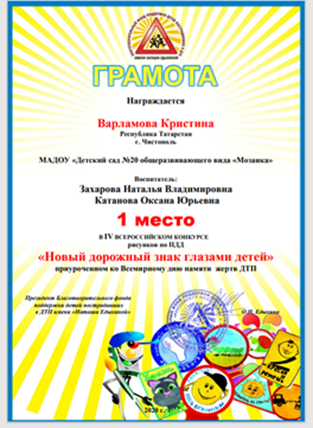 ГРАМОТА
Награждается
Варламова Кристина
Республика Татарстан
г. Чистополь
МАДОУ «Детский сад №20 общеразвивающего вида «Мозаика»
Воспитатель:
Захарова Наталья Владимировна
Катанова Оксана Юрьевна
1 место
в IV ВСЕРОССИЙСКОМ КОНКУРСЕ
рисунков по ПДД
«Новый дорожный знак глазами детей»
приуроченном ко Всемирному дню памяти жертв ДТП
Президент Благотворительного фонда
поддержки детей пострадавших
в ДТП имени «Наташи Едыкиной»
О.Н. Едыкина
2020 г.